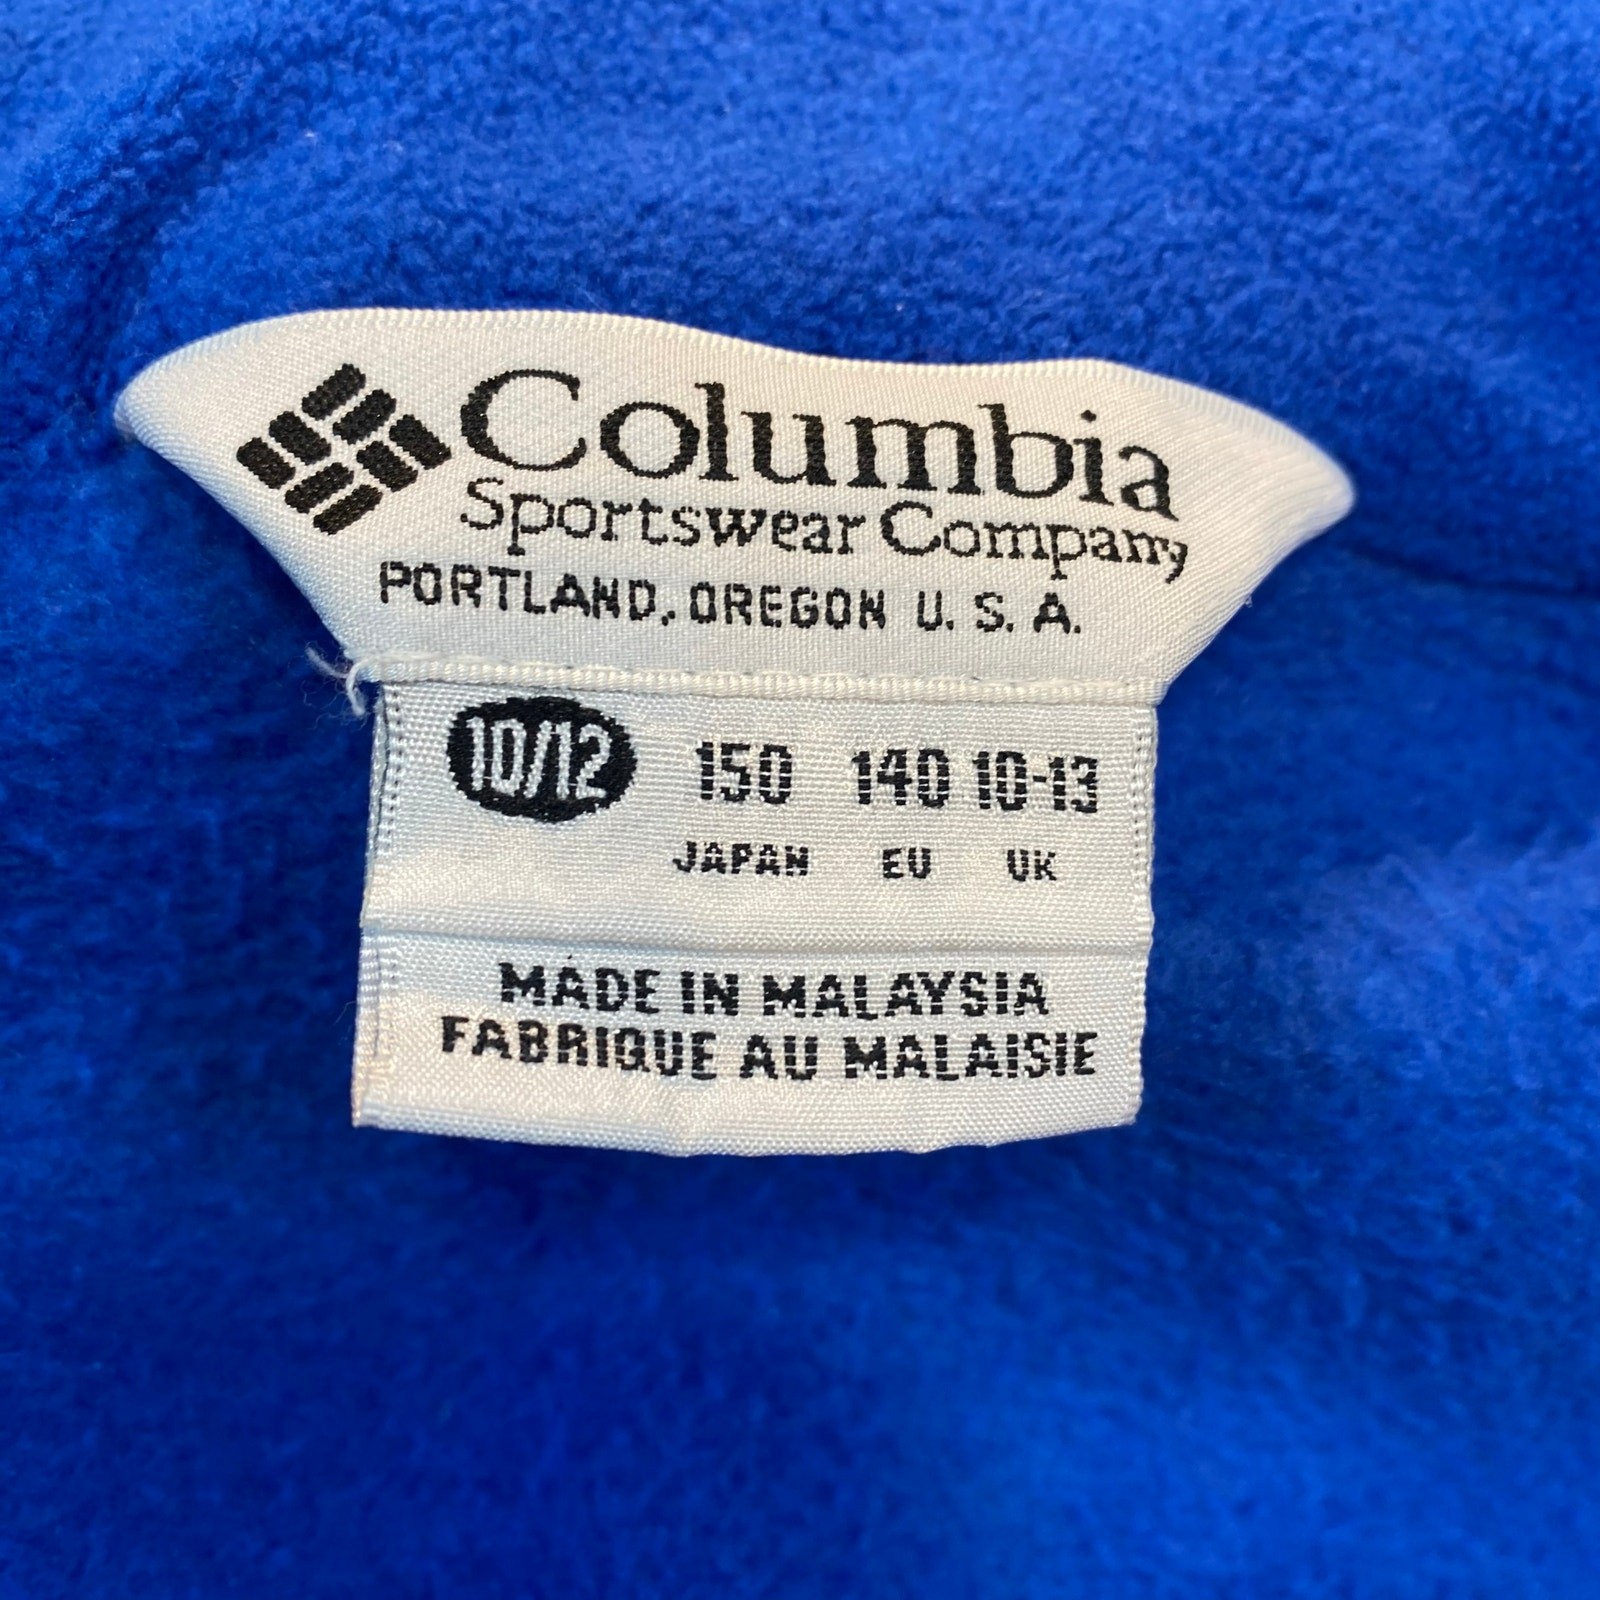 Columbia
Sportswear Company
PORTLAND, OREGON U.S.A.
10/12 150 140 10-13
JAPAN EU UK
MADE IN MALAYSIA
FABRIQUE AU MALAISIE